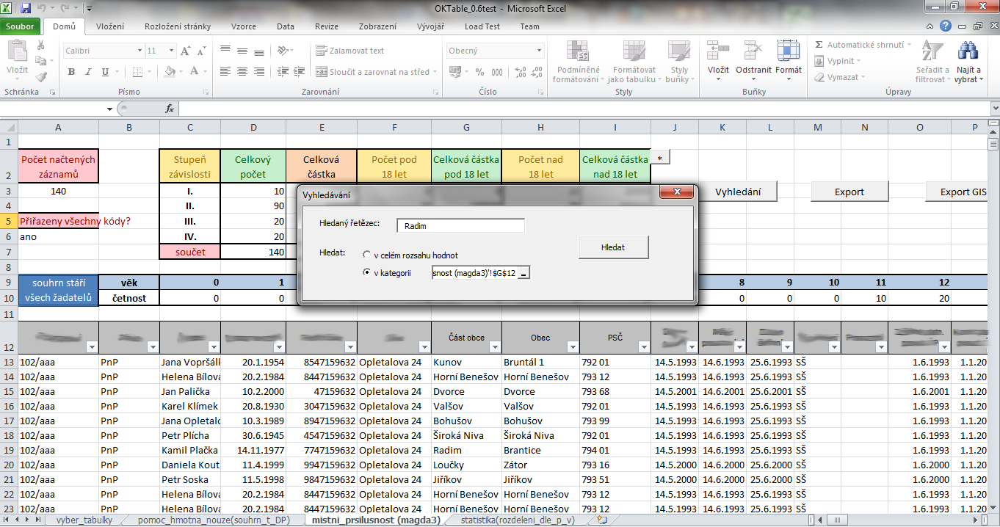 OKTable_0.6test - Microsoft Excel
Soubor Domů Vložení Rozložení stránky Vzorce Data Revize Zobrazení Vývojář Load Test Team
Vložit
Schránka
Calibri 11
B I U
Písmo
Zalamovat text
Sloučit a zarovnat na střed
Zarovnání
Obecný
% 000
Číslo
Podmíněné formátování
Formátovat jako tabulku
Styly buňky
Styly
Vložit Odstranit Formát
Buňky
Σ Automatické shrnutí
Vyplnit
Vymazat
Seřadit a filtrovat
Najít a vybrat
Úpravy
fx
A B C D E F G H I J K L M N O P
1
2 Počet načtených záznamů Stupeň závislosti Celkový počet Celková částka Počet pod 18 let Celková částka pod 18 let Počet nad 18 let Celková částka nad 18 let *
3 140 I. 10
4 II. 90
5 Přiřazeny všechny kódy? III. 20
6 ano IV. 20
7 součet 140
8
Vyhledání Export Export GIS
Vyhledávání
Hledaný řetězec: Radim
Hledat: v celém rozsahu hodnot
v kategorii snost (magda3)'!$G$12
Hledat
9 souhrn stáří věk 0 1 8 9 10 11 12
10 všech žadatelů četnost 0 0 0 0 0 10 20
11
12 Část obce Obec PSČ
13 102/aaa PnP Jana Vopršálk 20.1.1954 8547159632 Opletalova 24 Kunov Bruntál 1 792 01 14.5.1993 14.6.1993 25.6.1993 SŠ 1.6.1993 1.1.20
14 102/aaa PnP Helena Bílova 20.2.1984 8447159632 Opletalova 24 Horní Benešov Horní Benešov 793 12 14.5.1993 14.6.1993 25.6.1993 SŠ 1.6.1993 1.1.20
15 102/aaa PnP Jan Palička 10.2.2000 47159632 Opletalova 24 Dvorce Dvorce 793 68 14.5.2001 14.6.2001 25.6.2001 SŠ 1.6.2001 1.1.20
16 102/aaa PnP Karel Klímek 20.8.1930 3047159632 Opletalova 24 Valšov Valšov 792 01 14.5.1993 14.6.1993 25.6.1993 SŠ 1.6.1993 1.1.20
17 102/aaa PnP Jana Opletalo 10.3.1989 8947159632 Opletalova 24 Bohušov Bohušov 793 99 14.5.1993 14.6.1993 25.6.1993 SŠ 1.6.1993 1.1.20
18 102/aaa PnP Petr Plícha 30.6.1945 4547159632 Opletalova 24 Široká Niva Široká Niva 792 01 14.5.1993 14.6.1993 25.6.1993 SŠ 1.6.1993 1.1.20
19 102/aaa PnP Kamil Plačka 14.11.1977 7747159632 Opletalova 24 Radim Brantice 794 01 14.5.1993 14.6.1993 25.6.1993 SŠ 1.6.1993 1.1.20
20 102/aaa PnP Daniela Kout 11.4.1999 9947159632 Opletalova 24 Loučky Zátor 793 16 14.5.2000 14.6.2000 25.6.2000 SŠ 1.6.2000 1.1.20
21 102/aaa PnP Petr Soska 11.5.1998 9847159632 Opletalova 24 Jiříkov Jiříkov 793 51 14.5.2000 14.6.2000 25.6.2000 SŠ 1.6.2000 1.1.20
22 102/aaa PnP Helena Bílova 20.2.1984 8447159632 Opletalova 24 Horní Benešov Horní Benešov 793 12 14.5.1993 14.6.1993 25.6.1993 SŠ 1.6.1993 1.1.20
23 102/aaa PnP Helena Bílova 20.2.1984 8447159632 Opletalova 24 Horní Benešov Horní Benešov 793 12 14.5.1993 14.6.1993 25.6.1993 SŠ 1.6.1993 1.1.20
vyber_tabulky pomoc_hmotna_nouze(souhrn_t_DP) mistni_prsilusnost (magda3) statistika(rozdeleni_dle_p_v)